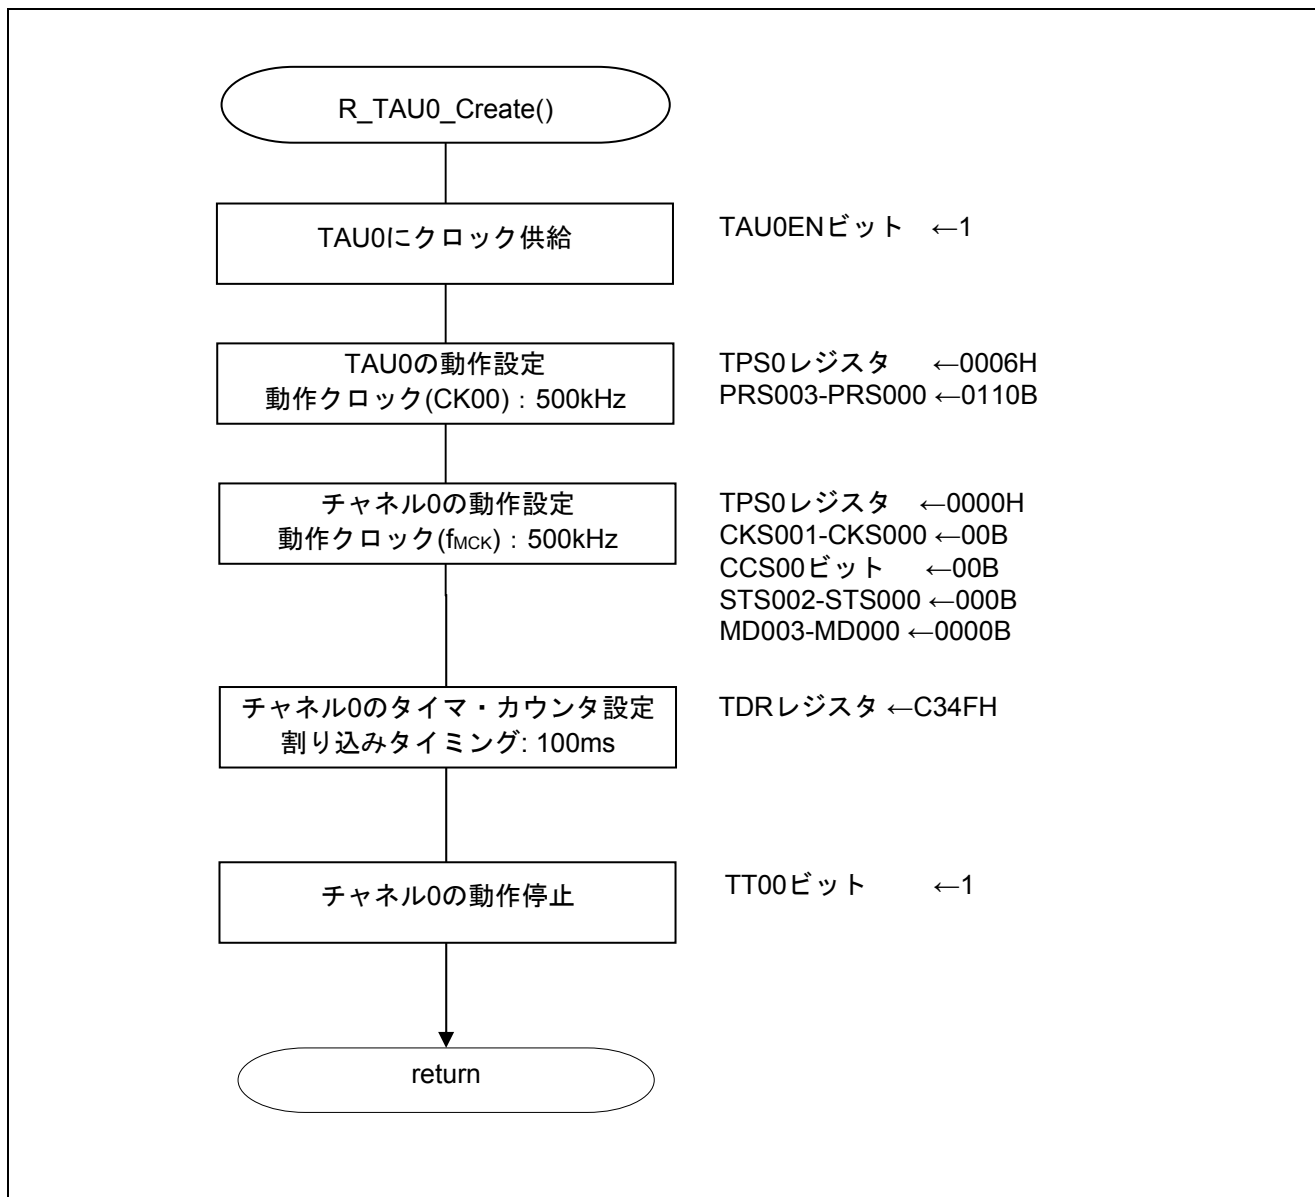 R_TAU0_Create()
TAU0にクロック供給
TAU0ENビット ←1
TAU0の動作設定
動作クロック(CK00)：500kHz
TPS0レジスタ ←0006H
PRS003-PRS000 ←0110B
チャネル0の動作設定
動作クロック(fMCK)：500kHz
TPS0レジスタ ←0000H
CKS001-CKS000 ←00B
CCS00ビット ←00B
STS002-STS000 ←000B
MD003-MD000 ←0000B
チャネル0のタイマ・カウンタ設定
割り込みタイミング: 100ms
TDRレジスタ ←C34FH
チャネル0の動作停止
TT00ビット ←1
return